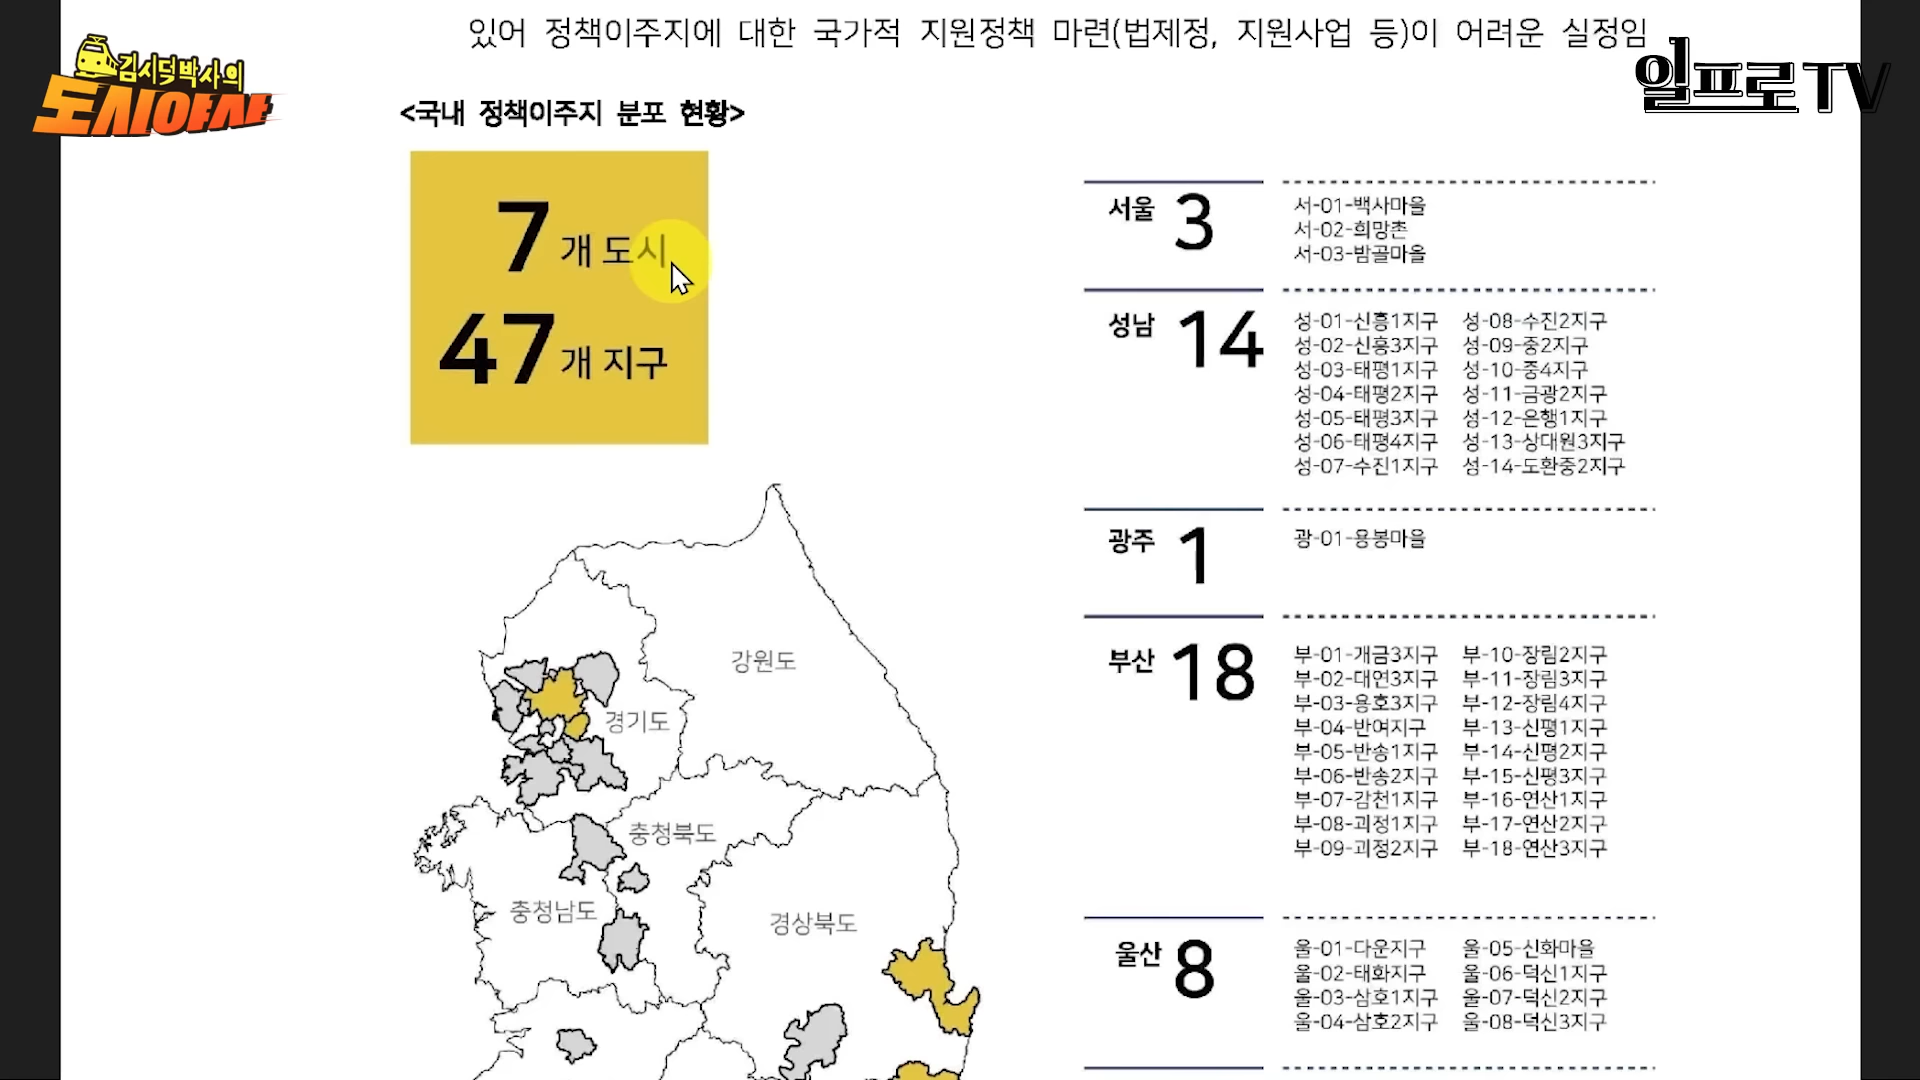 있어 정책이주지에 대한 국가적 지원정책 마련(법제정, 지원사업 등)이 어려운 실정임
김시덕박사의
도시야사
일프로TV
<국내 정책이주지 분포 현황>
7개 도시
47개 지구
서울 3
서-01-백사마을
서-02-희망촌
서-03-밤골마을
성남 14
성-01-신흥1지구
성-02-신흥3지구
성-03-태평1지구
성-04-태평2지구
성-05-태평3지구
성-06-태평4지구
성-07-수진1지구
성-08-수진2지구
성-09-중2지구
성-10-중4지구
성-11-금광2지구
성-12-은행1지구
성-13-상대원3지구
성-14-도환중2지구
광주 1
광-01-용봉마을
부산 18
부-01-개금3지구
부-02-대연3지구
부-03-용호3지구
부-04-반여지구
부-05-반송1지구
부-06-반송2지구
부-07-감천1지구
부-08-괴정1지구
부-09-괴정2지구
부-10-장림2지구
부-11-장림3지구
부-12-장림4지구
부-13-신평1지구
부-14-신평2지구
부-15-신평3지구
부-16-연산1지구
부-17-연산2지구
부-18-연산3지구
울산 8
울-01-다운지구
울-02-태화지구
울-03-삼호1지구
울-04-삼호2지구
울-05-신화마을
울-06-덕신1지구
울-07-덕신2지구
울-08-덕신3지구
강원도
경기도
충청북도
충청남도
경상북도